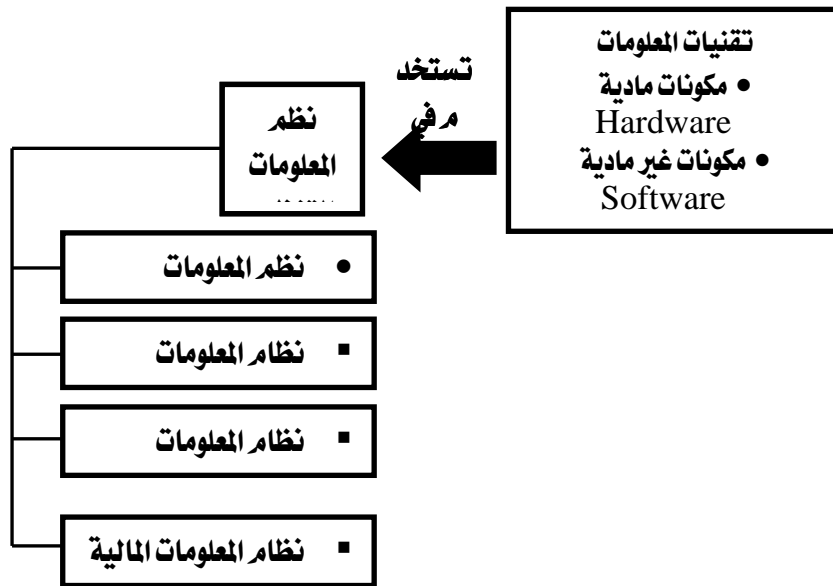 تقنيات المعلومات
• مكونات مادية
Hardware
• مكونات غير مادية
Software
تستخد
م في
نظم
المعلومات
• نظم المعلومات
▪ نظام المعلومات
▪ نظام المعلومات
▪ نظام المعلومات المالية